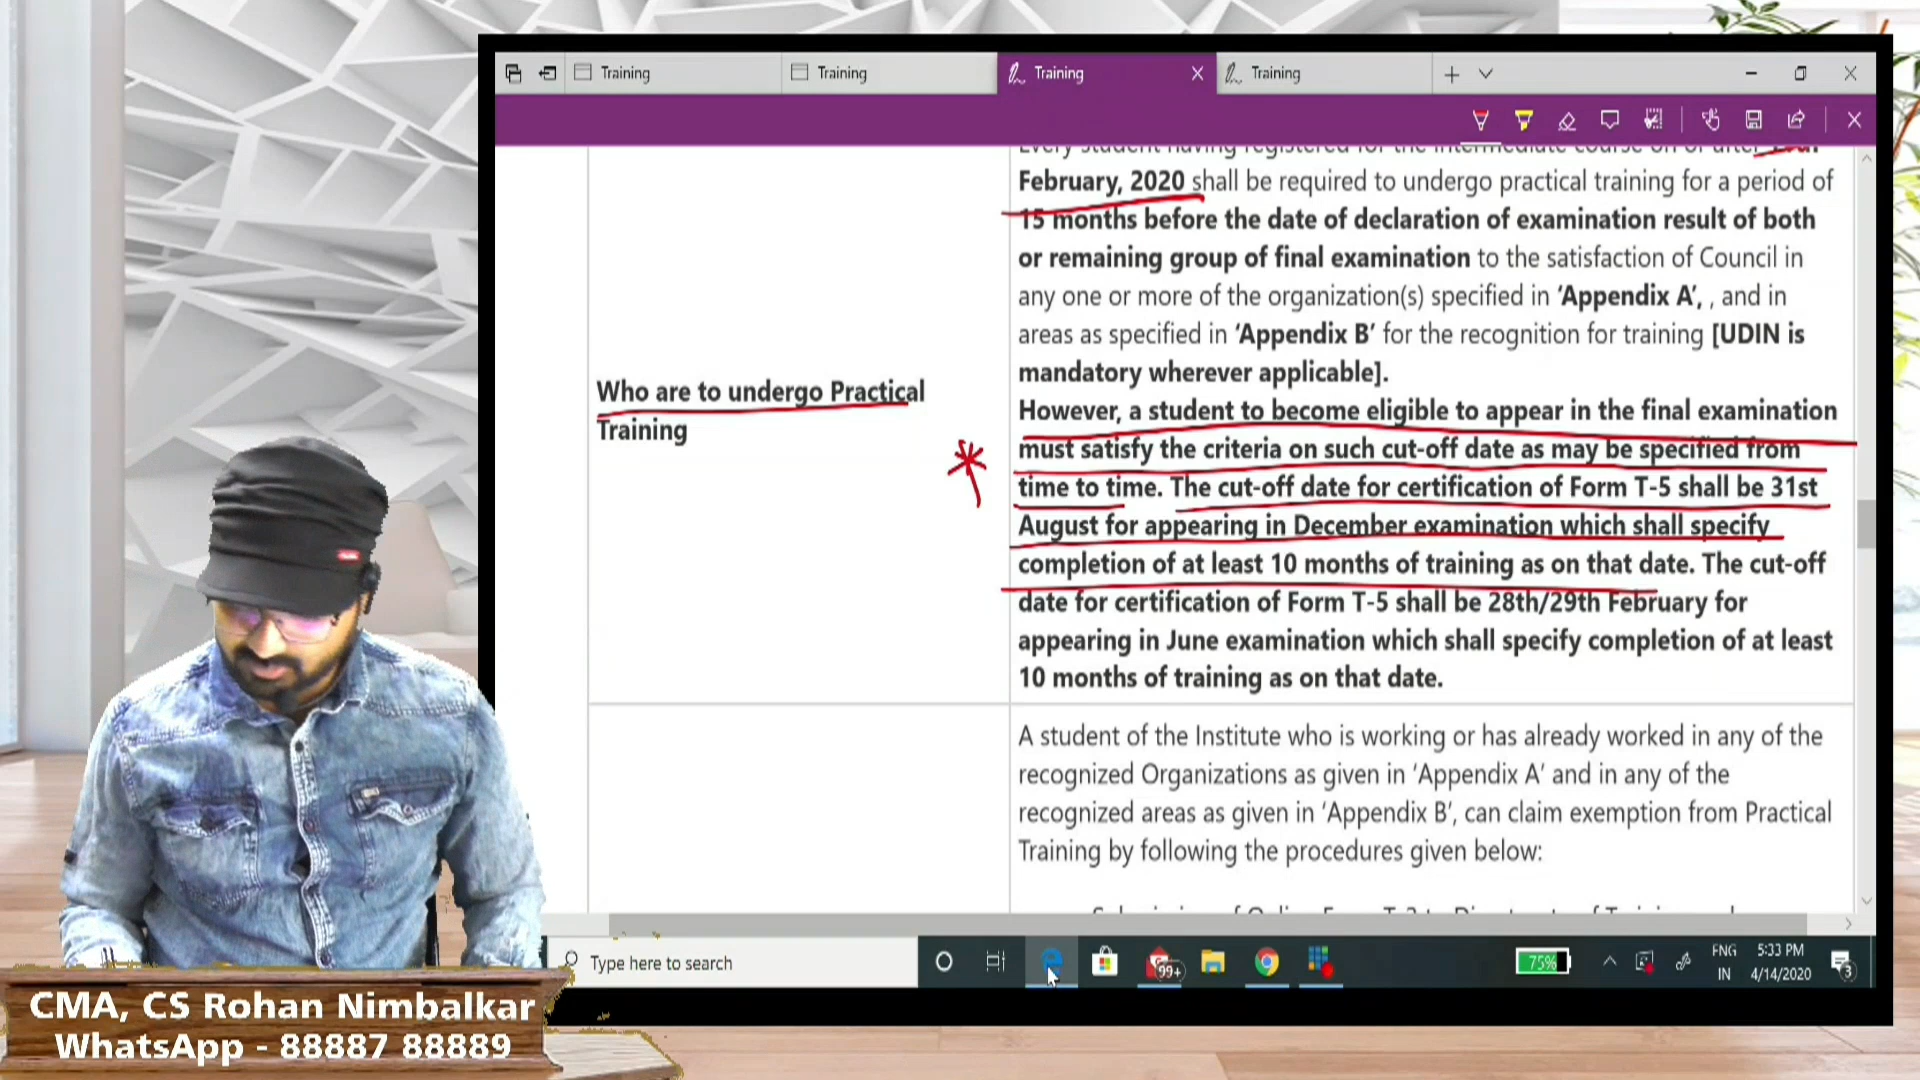 Training
Training
Training
Training
Every student having registered for the Intermediate course on or after
February, 2020 shall be required to undergo practical training for a period of
15 months before the date of declaration of examination result of both
or remaining group of final examination to the satisfaction of Council in
any one or more of the organization(s) specified in ‘Appendix A’, , and in
areas as specified in ‘Appendix B’ for the recognition for training [UDIN is
mandatory wherever applicable].
Who are to undergo Practical
Training
However, a student to become eligible to appear in the final examination
must satisfy the criteria on such cut-off date as may be specified from
time to time. The cut-off date for certification of Form T-5 shall be 31st
August for appearing in December examination which shall specify
completion of at least 10 months of training as on that date. The cut-off
date for certification of Form T-5 shall be 28th/29th February for
appearing in June examination which shall specify completion of at least
10 months of training as on that date.
A student of the Institute who is working or has already worked in any of the
recognized Organizations as given in ‘Appendix A’ and in any of the
recognized areas as given in ‘Appendix B’, can claim exemption from Practical
Training by following the procedures given below:
Type here to search
99+
75%
ENG
IN
5:33 PM
4/14/2020
3
CMA, CS Rohan Nimbalkar
WhatsApp - 88887 88889